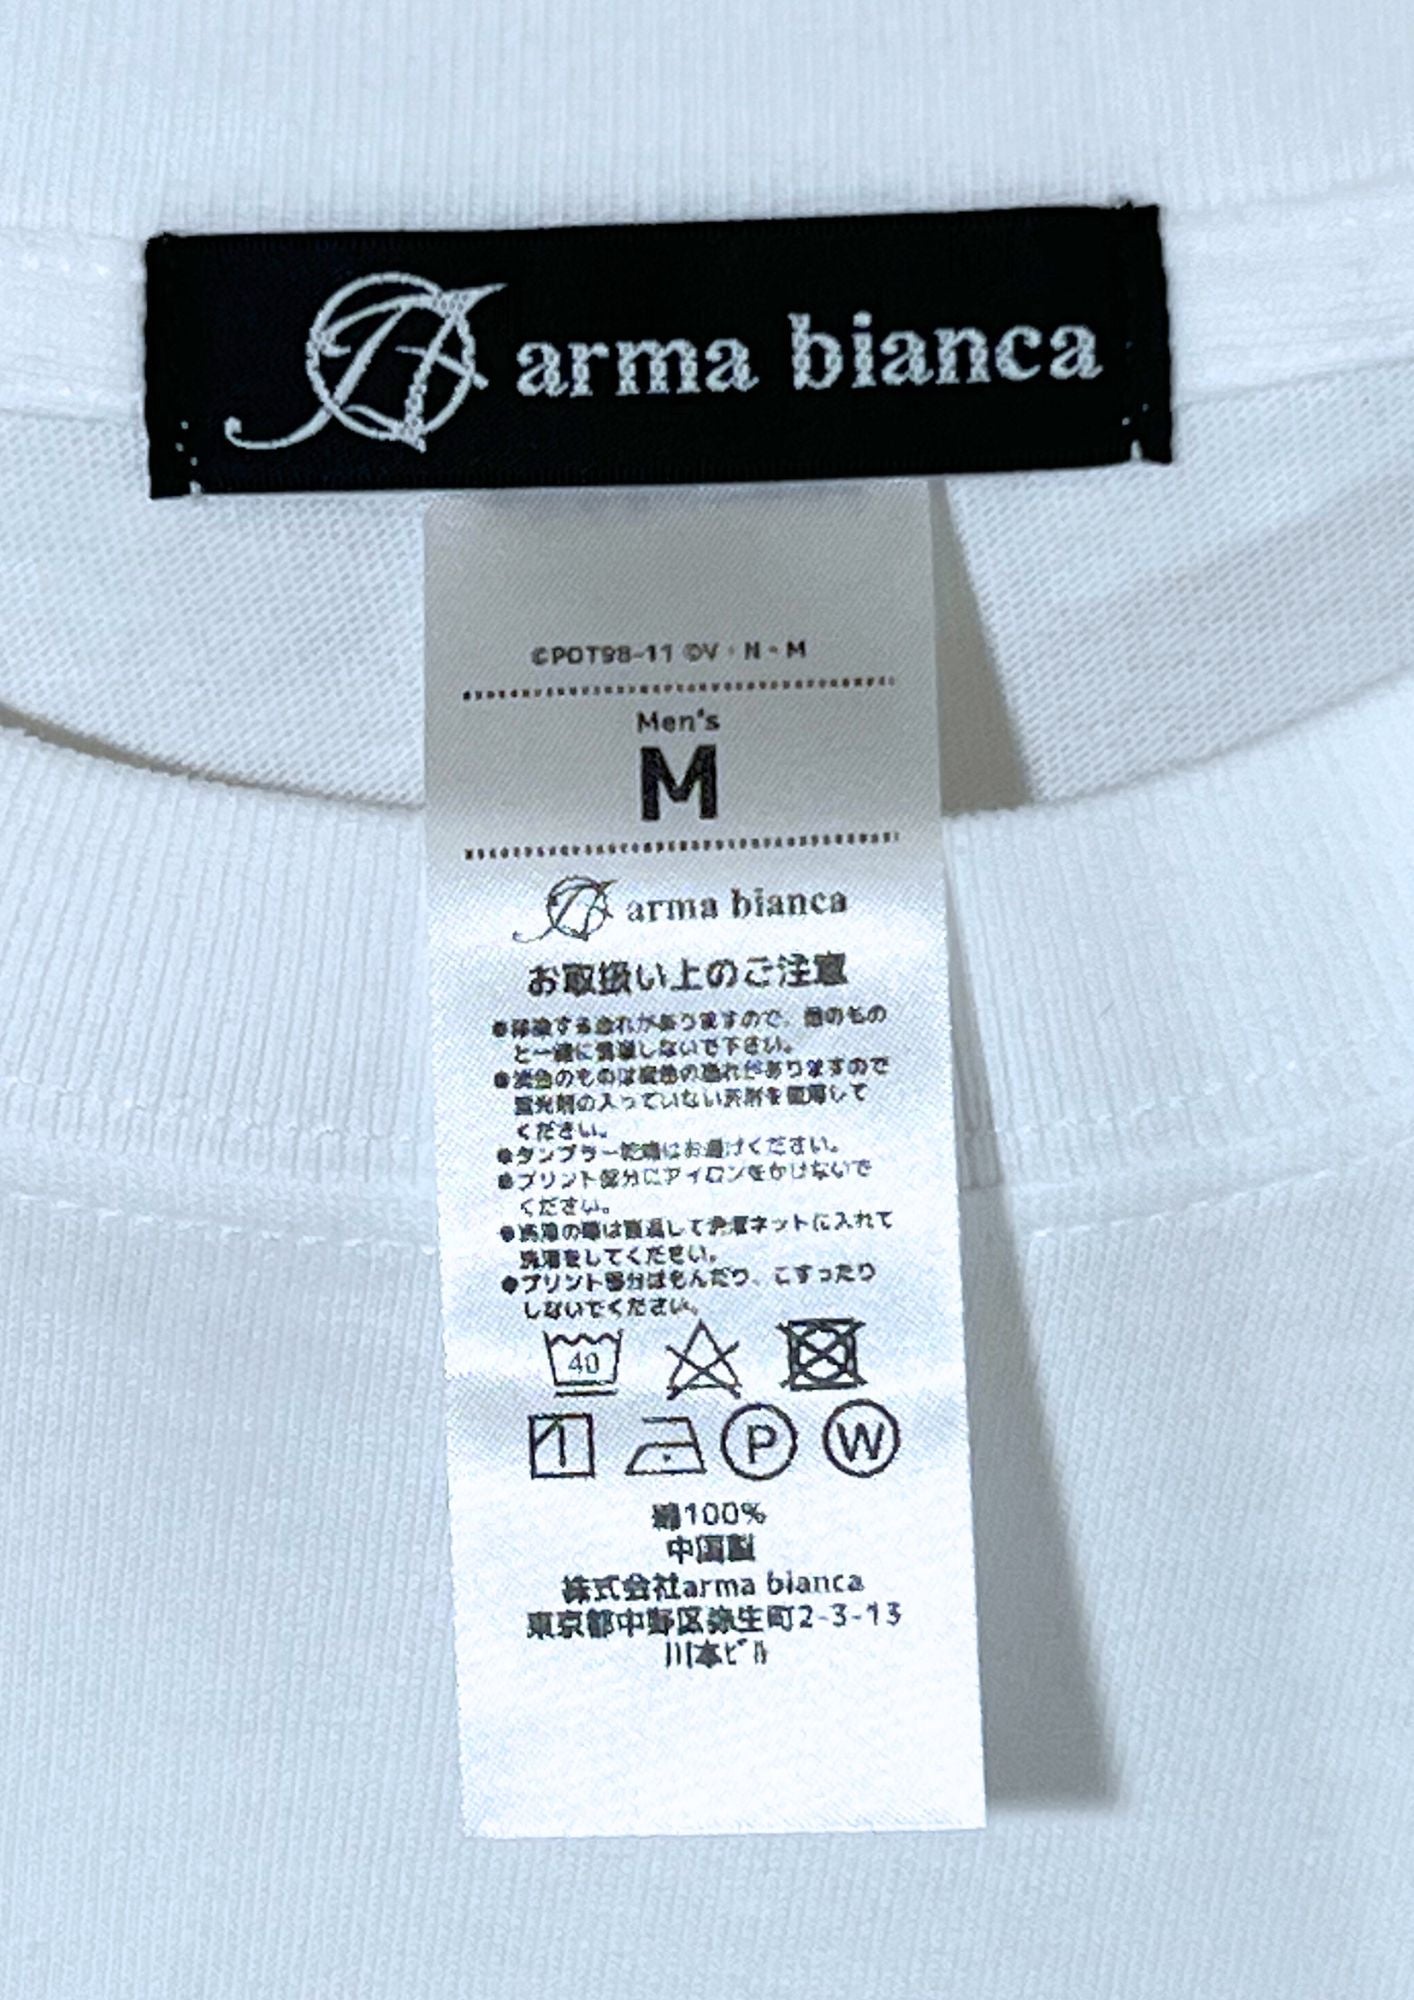 arma bianca
©POT98-11 ©V・N・M
Men's
M
arma bianca
お取扱い上のご注意
●移染する恐れがありますので、他のもの
と一緒に洗濯しないで下さい。
●淡色のものは変色の恐れがありますので
蛍光剤の入っていない洗剤を使用して
ください。
●タンブラー乾燥はお避けください。
●プリント部分にアイロンをかけないで
ください。
●洗濯の際は裏返して洗濯ネットに入れて
洗濯をしてください。
●プリント部分はもんだり、こすったり
しないでください。
40
P W
綿100%
中国製
株式会社arma bianca
東京都中野区弥生町2-3-13
川本ビル